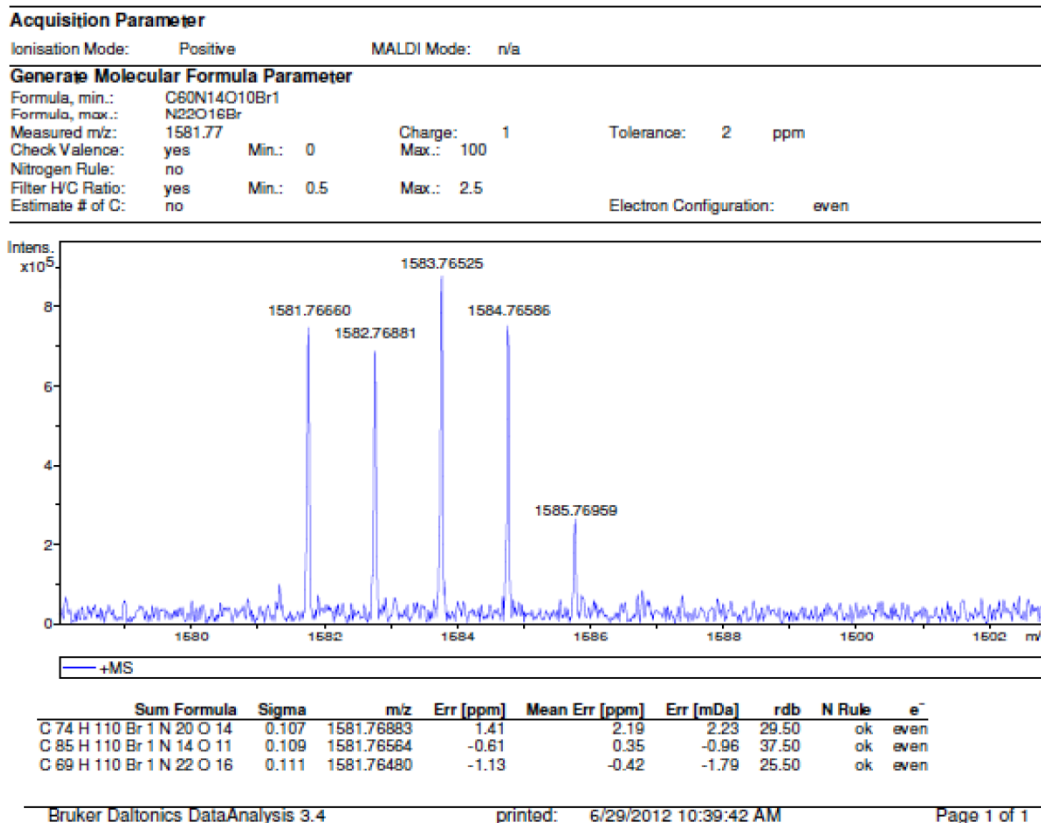 Acquisition Parameter
Ionisation Mode: Positive MALDI Mode: n/a
Generate Molecular Formula Parameter
Formula, min.: C60N14O10Br1
Formula, max.: N22O16Br
Measured m/z: 1581.77 Charge: 1 Tolerance: 2 ppm
Check Valence: yes Min.: 0 Max.: 100
Nitrogen Rule: no
Filter H/C Ratio: yes Min.: 0.5 Max.: 2.5
Estimate # of C: no Electron Configuration: even
Intens.
x10^5
1583.76525
8
1581.76660
1584.76586
1582.76881
6
4
1585.76959
2
0
1580 1582 1584 1586 1588 1500 1502 m/
+MS
Sum Formula Sigma m/z Err [ppm] Mean Err [ppm] Err [mDa] rdb N Rule e⁻
C 74 H 110 Br 1 N 20 O 14 0.107 1581.76883 1.41 2.19 2.23 29.50 ok even
C 85 H 110 Br 1 N 14 O 11 0.109 1581.76564 -0.61 0.35 -0.96 37.50 ok even
C 69 H 110 Br 1 N 22 O 16 0.111 1581.76480 -1.13 -0.42 -1.79 25.50 ok even
Bruker Daltonics DataAnalysis 3.4 printed: 6/29/2012 10:39:42 AM Page 1 of 1